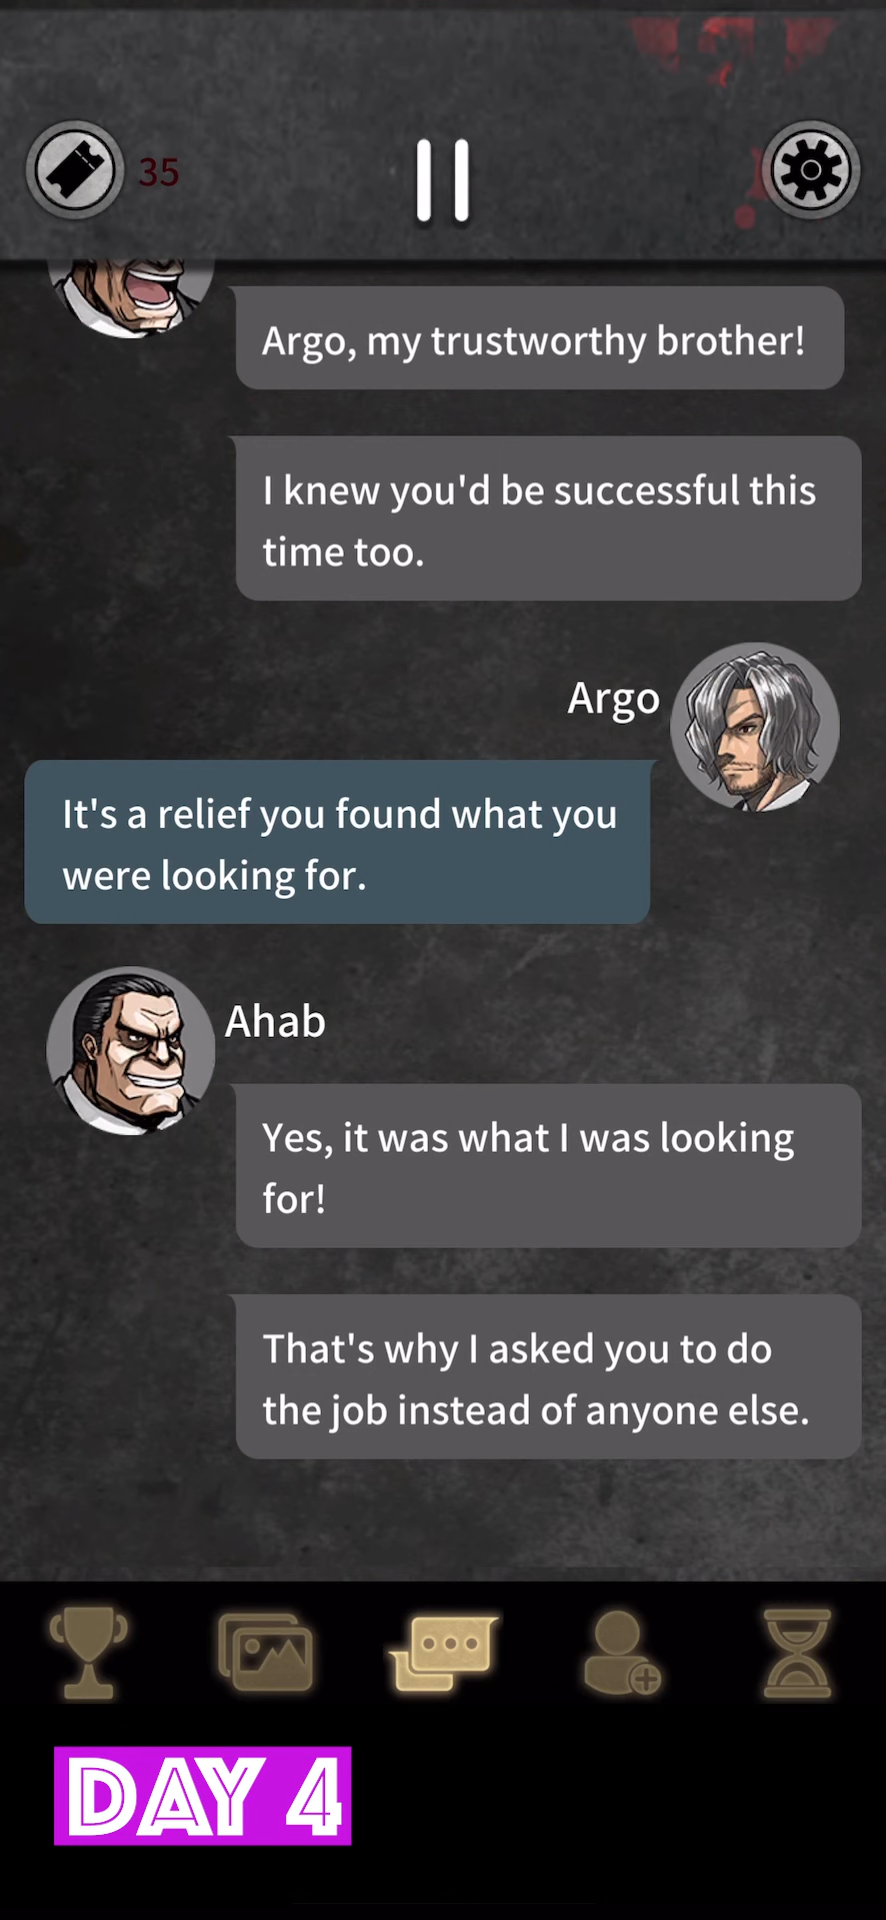 35
Argo, my trustworthy brother!
I knew you'd be successful this
time too.
Argo
It's a relief you found what you
were looking for.
Ahab
Yes, it was what I was looking
for!
That's why I asked you to do
the job instead of anyone else.
DAY 4